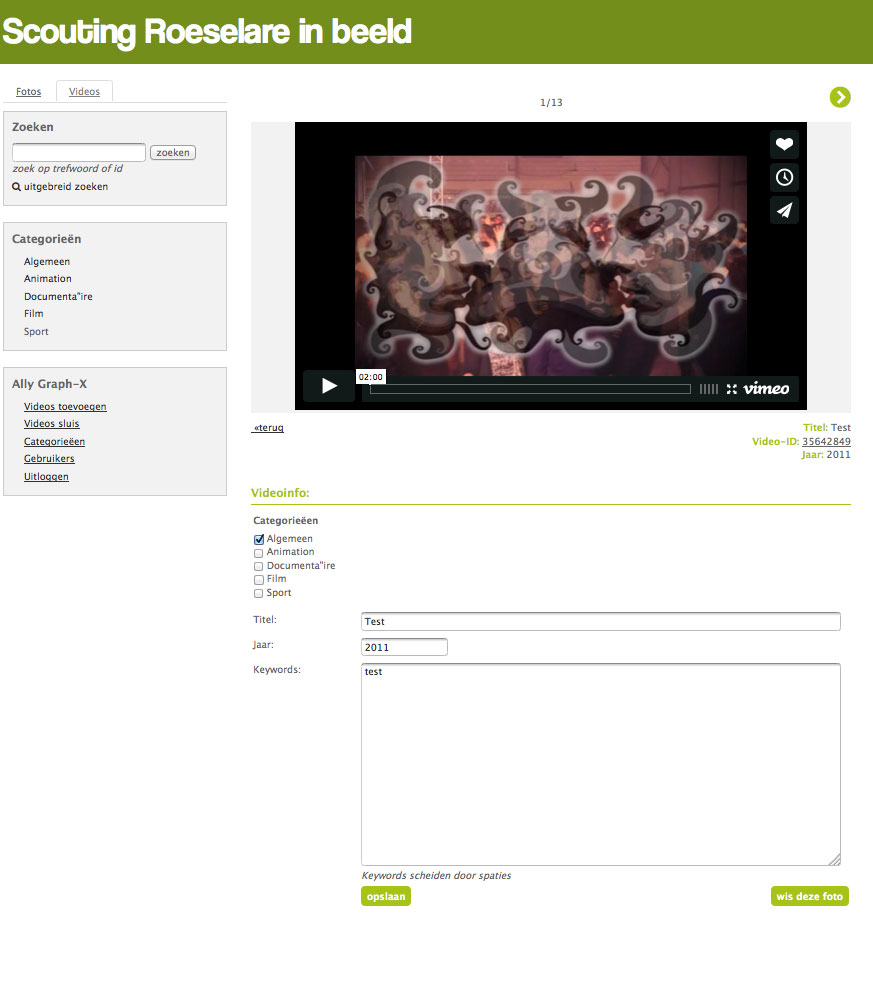 Scouting Roeselare in beeld
Fotos
Videos
Zoeken
zoeken
zoek op trefwoord of id
uitgebreid zoeken
Categorieën
Algemeen
Animation
Documenta"ire
Film
Sport
Ally Graph-X
Videos toevoegen
Videos sluis
Categorieëen
Gebruikers
Uitloggen
1/13
02:00
vimeo
«terug
Titel: Test
Video-ID: 35642849
Jaar: 2011
Videoinfo:
Categorieëen
Algemeen
Animation
Documenta"ire
Film
Sport
Titel: Test
Jaar: 2011
Keywords: test
Keywords scheiden door spaties
opslaan
wis deze foto